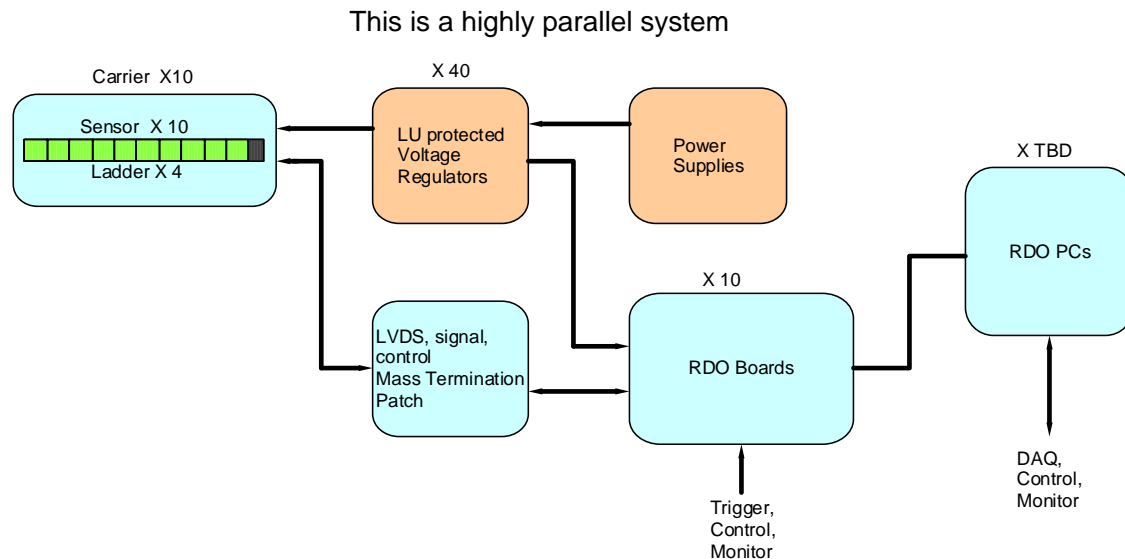 This is a highly parallel system
Carrier X10
Sensor X 10
Ladder X 4
X 40
LU protected
Voltage
Regulators
Power
Supplies
X TBD
RDO PCs
LVDS, signal,
control
Mass Termination
Patch
X 10
RDO Boards
Trigger,
Control,
Monitor
DAQ,
Control,
Monitor